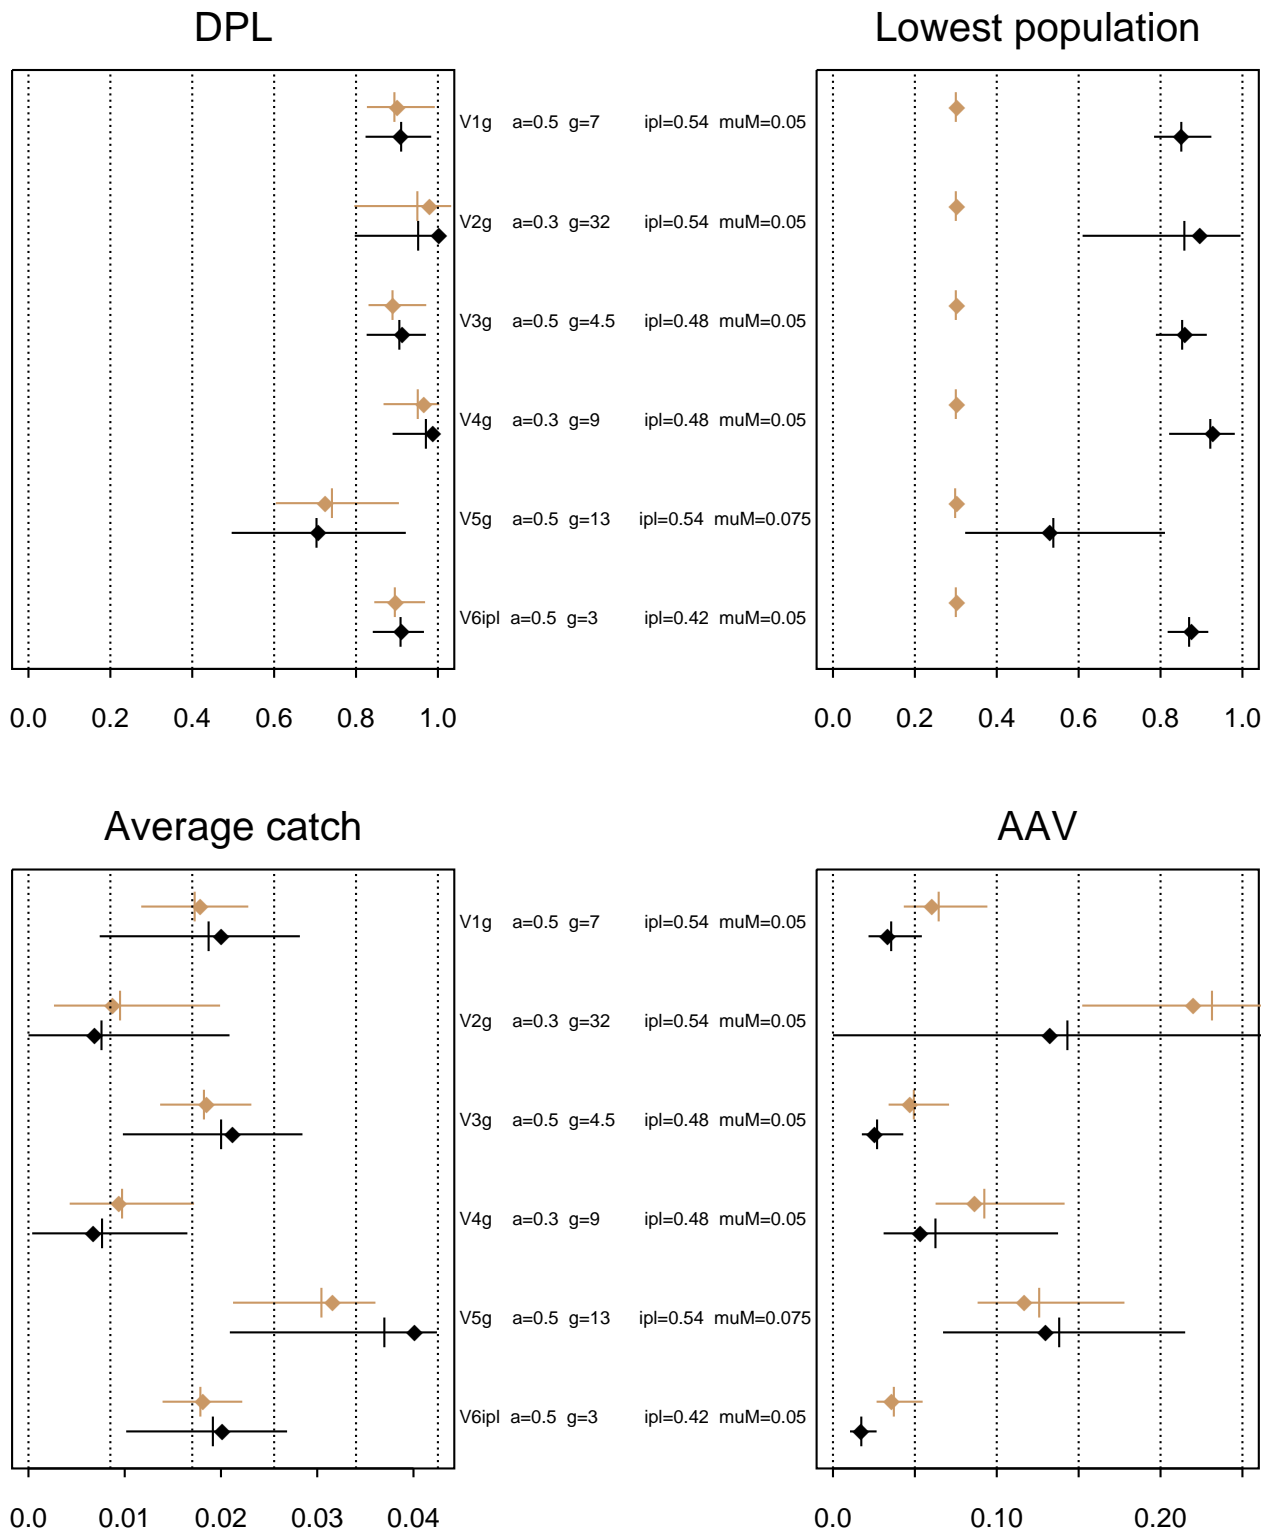 DPL
Lowest population
V1g a=0.5 g=7 ipl=0.54 muM=0.05
V2g a=0.3 g=32 ipl=0.54 muM=0.05
V3g a=0.5 g=4.5 ipl=0.48 muM=0.05
V4g a=0.3 g=9 ipl=0.48 muM=0.05
V5g a=0.5 g=13 ipl=0.54 muM=0.075
V6ipl a=0.5 g=3 ipl=0.42 muM=0.05
0.0 0.2 0.4 0.6 0.8 1.0
0.0 0.2 0.4 0.6 0.8 1.0
Average catch
AAV
V1g a=0.5 g=7 ipl=0.54 muM=0.05
V2g a=0.3 g=32 ipl=0.54 muM=0.05
V3g a=0.5 g=4.5 ipl=0.48 muM=0.05
V4g a=0.3 g=9 ipl=0.48 muM=0.05
V5g a=0.5 g=13 ipl=0.54 muM=0.075
V6ipl a=0.5 g=3 ipl=0.42 muM=0.05
0.0 0.01 0.02 0.03 0.04
0.0 0.10 0.20